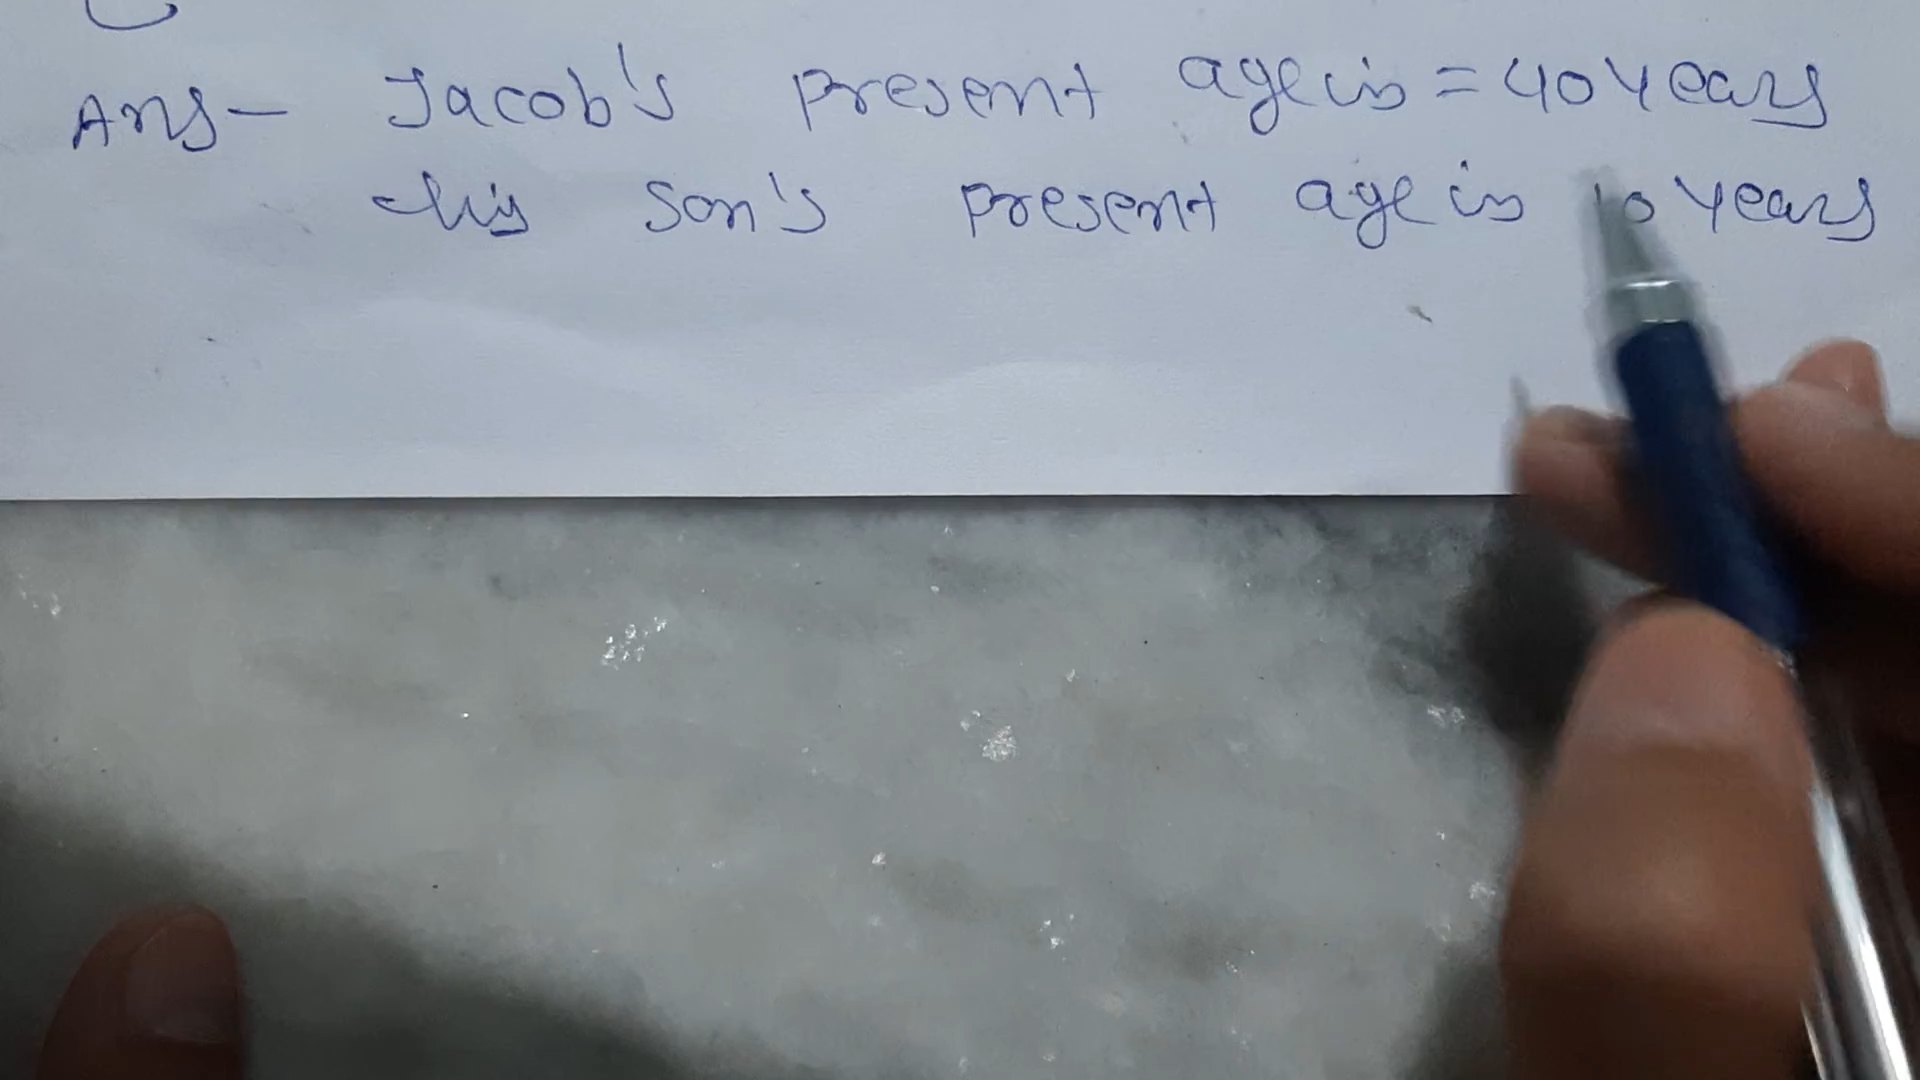 Ans- Jacob's present age is = 40 years
his son's present age is 10 years